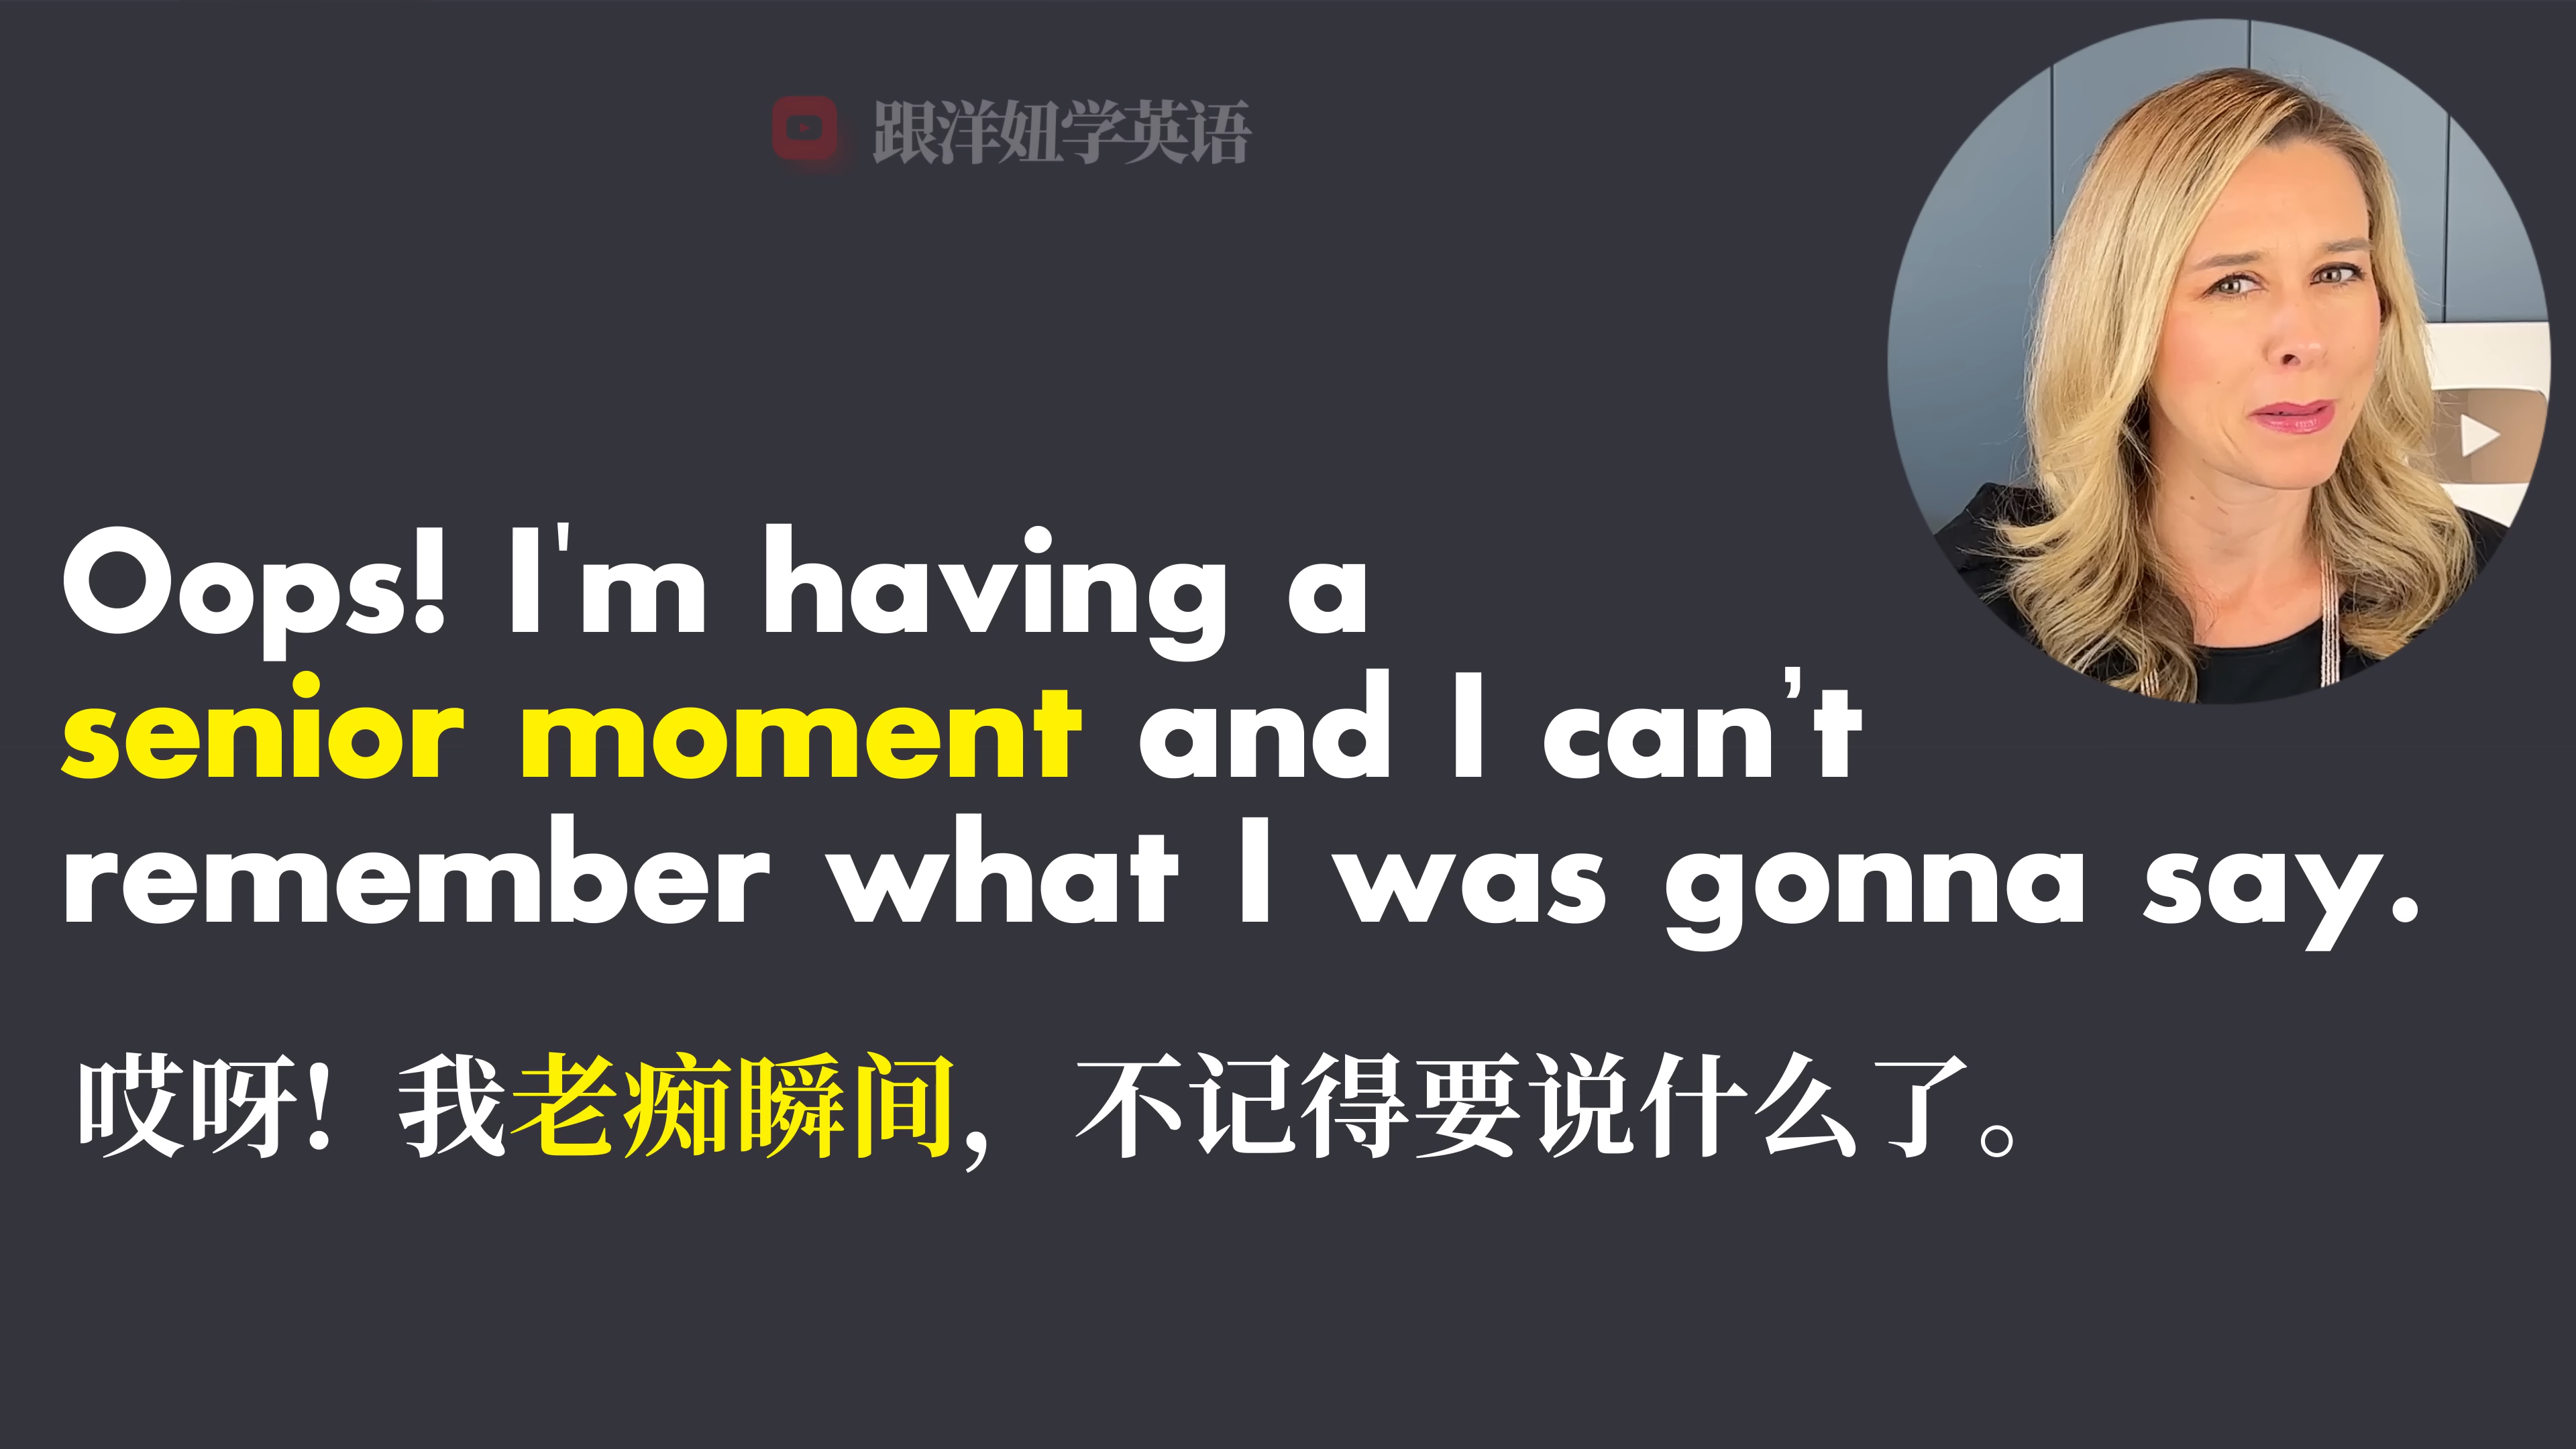 跟洋妞学英语
Oops! I'm having a
senior moment and I can’t
remember what I was gonna say.
哎呀！我老痴瞬间，不记得要说什么了。